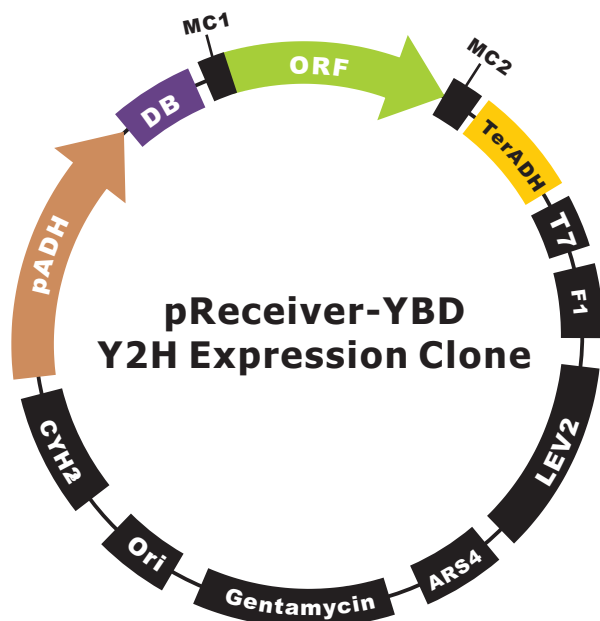 MC1
ORF
MC2
DB
TerADH
pADH
T7
F1
pReceiver-YBD
Y2H Expression Clone
LEV2
CYH2
Ori
ARS4
Gentamycin